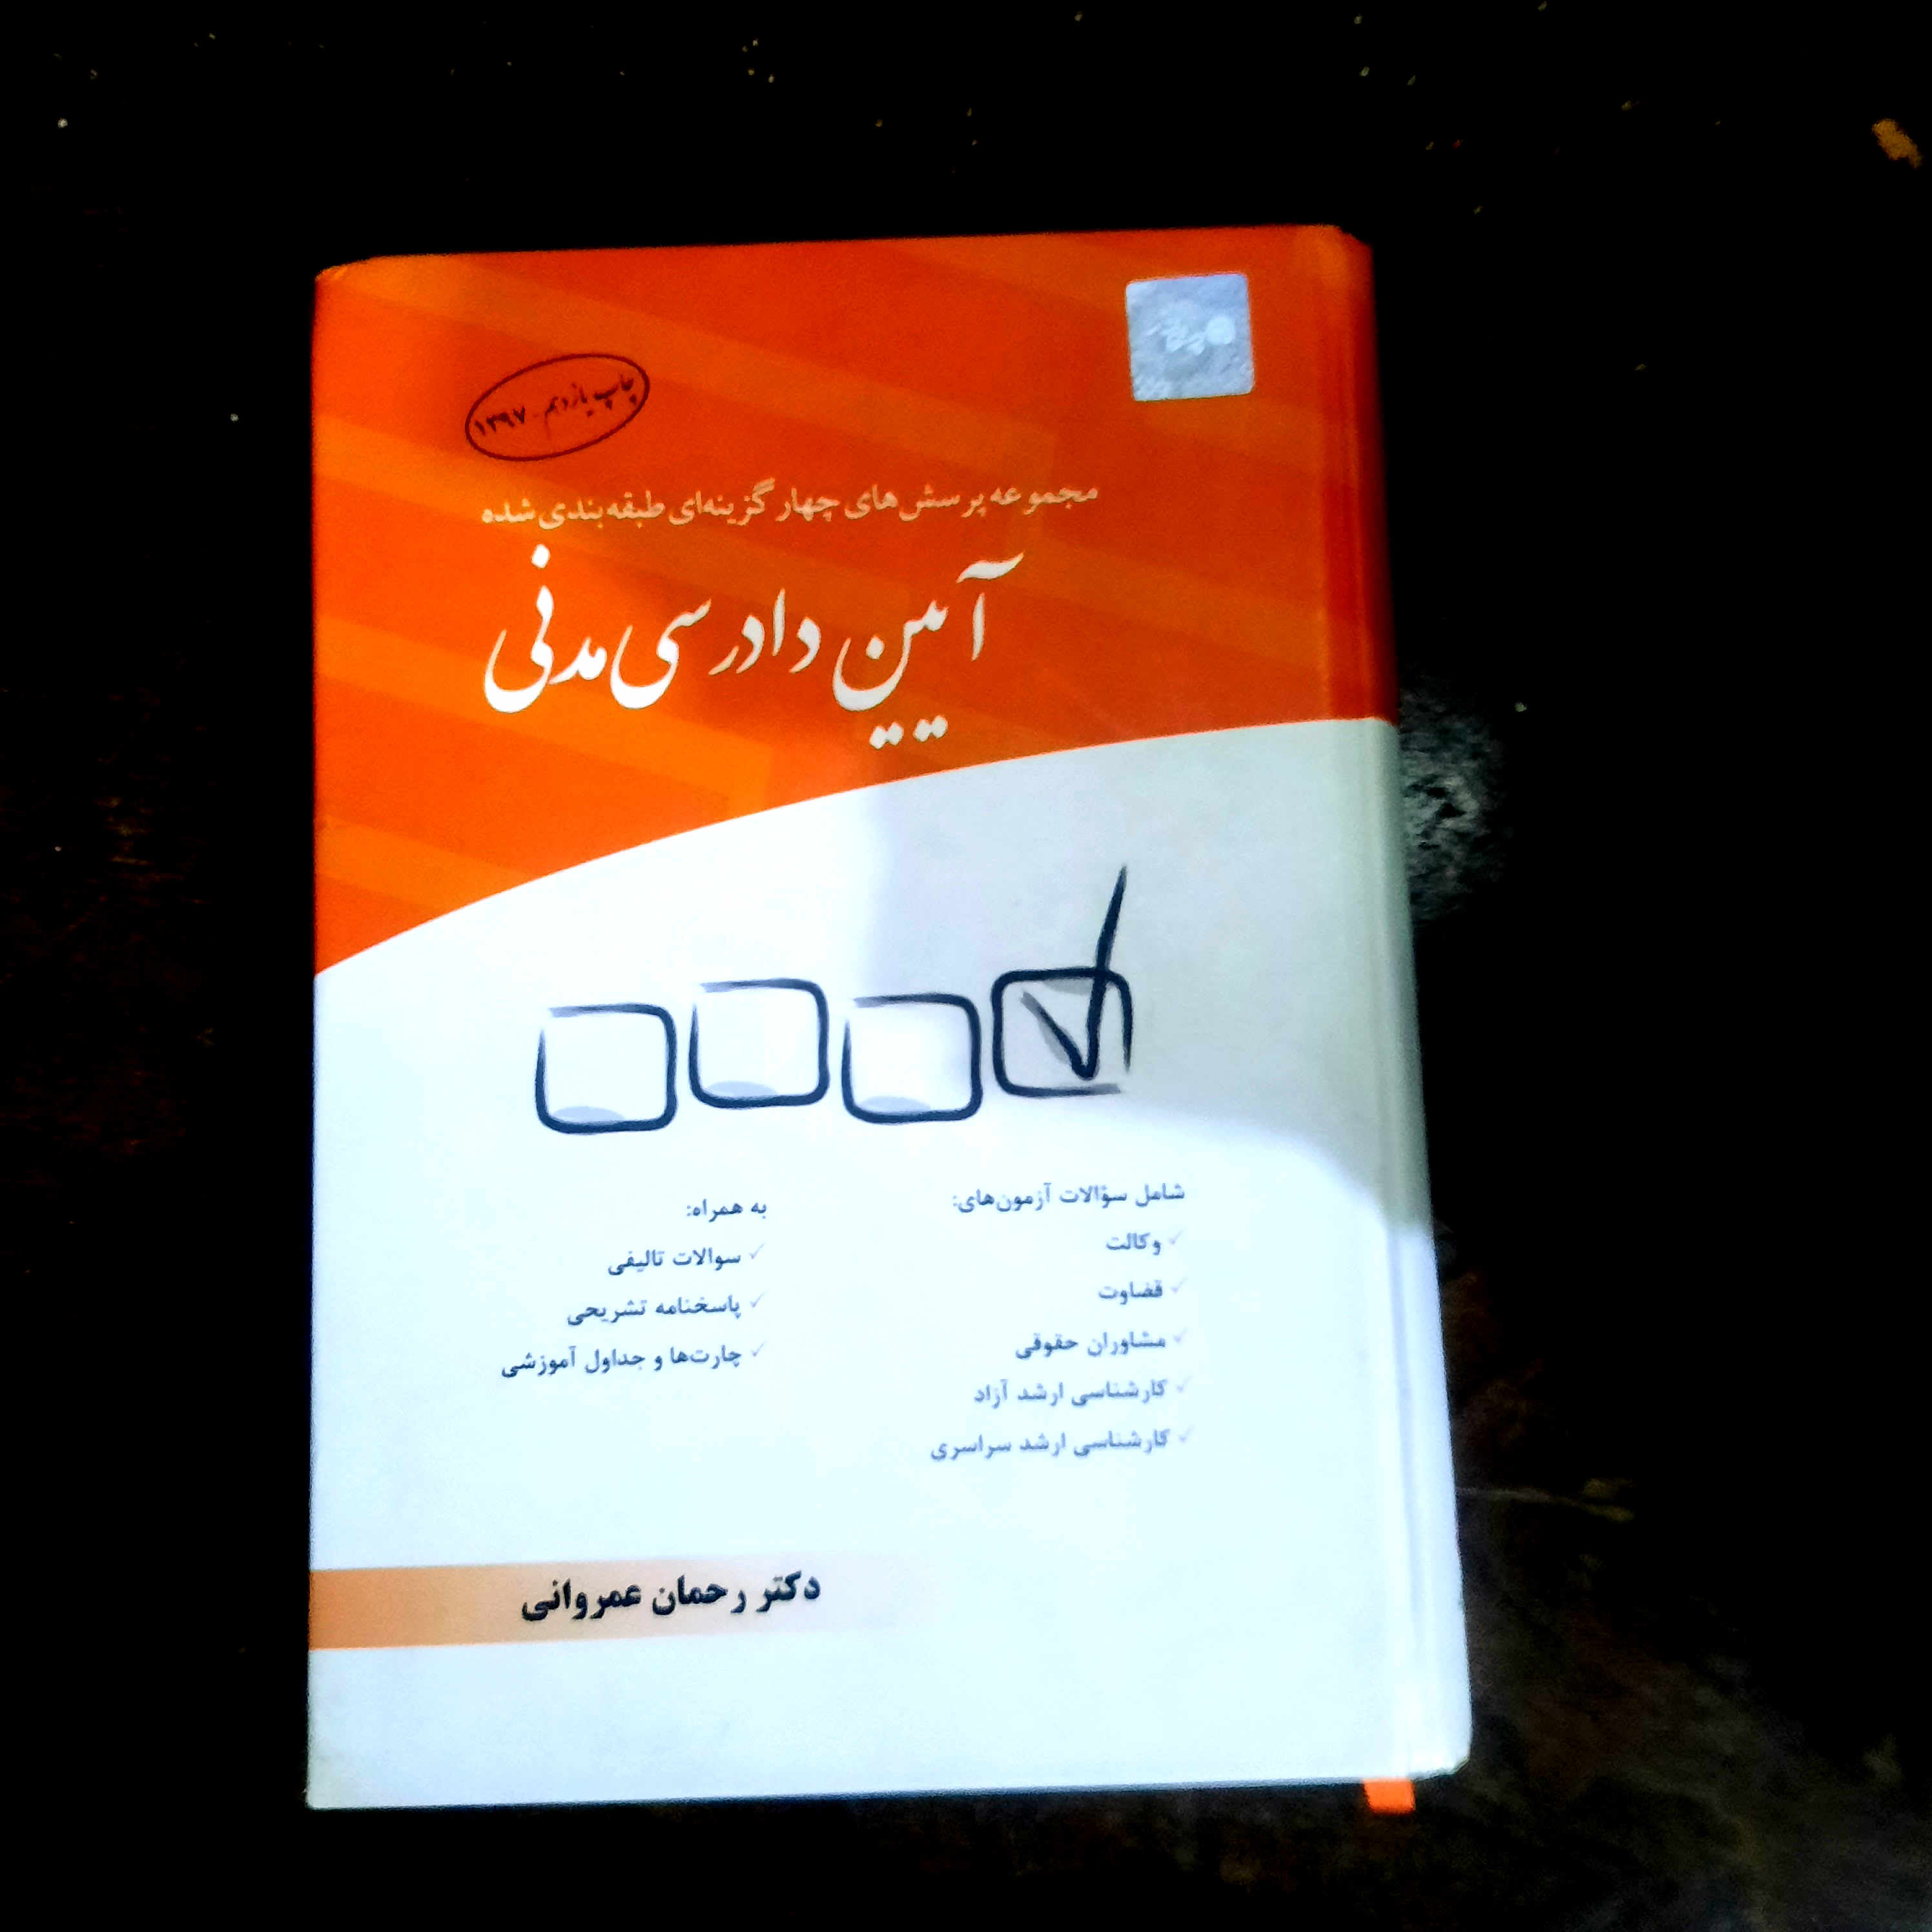 چاپ یازدهم - ۱۳۹۷
مجموعه پرسش‌های چهارگزینه‌ای طبقه‌بندی شده
آیین دادرسی مدنی
شامل سؤالات آزمون‌های:
وکالت
قضاوت
مشاوران حقوقی
کارشناسی ارشد آزاد
کارشناسی ارشد سراسری
به همراه:
سوالات تالیفی
پاسخنامه تشریحی
چارت‌ها و جداول آموزشی
دکتر رحمان عمروانی